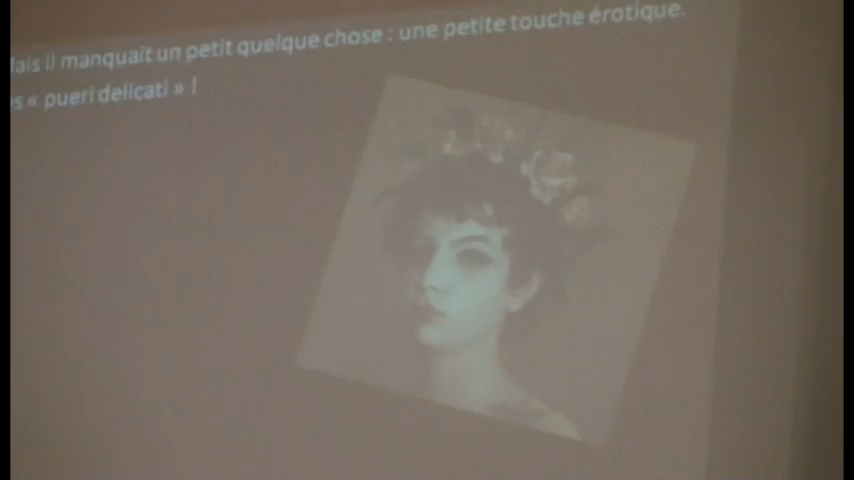 ais il manquait un petit quelque chose : une petite touche érotique.
s « pueri delicati » !